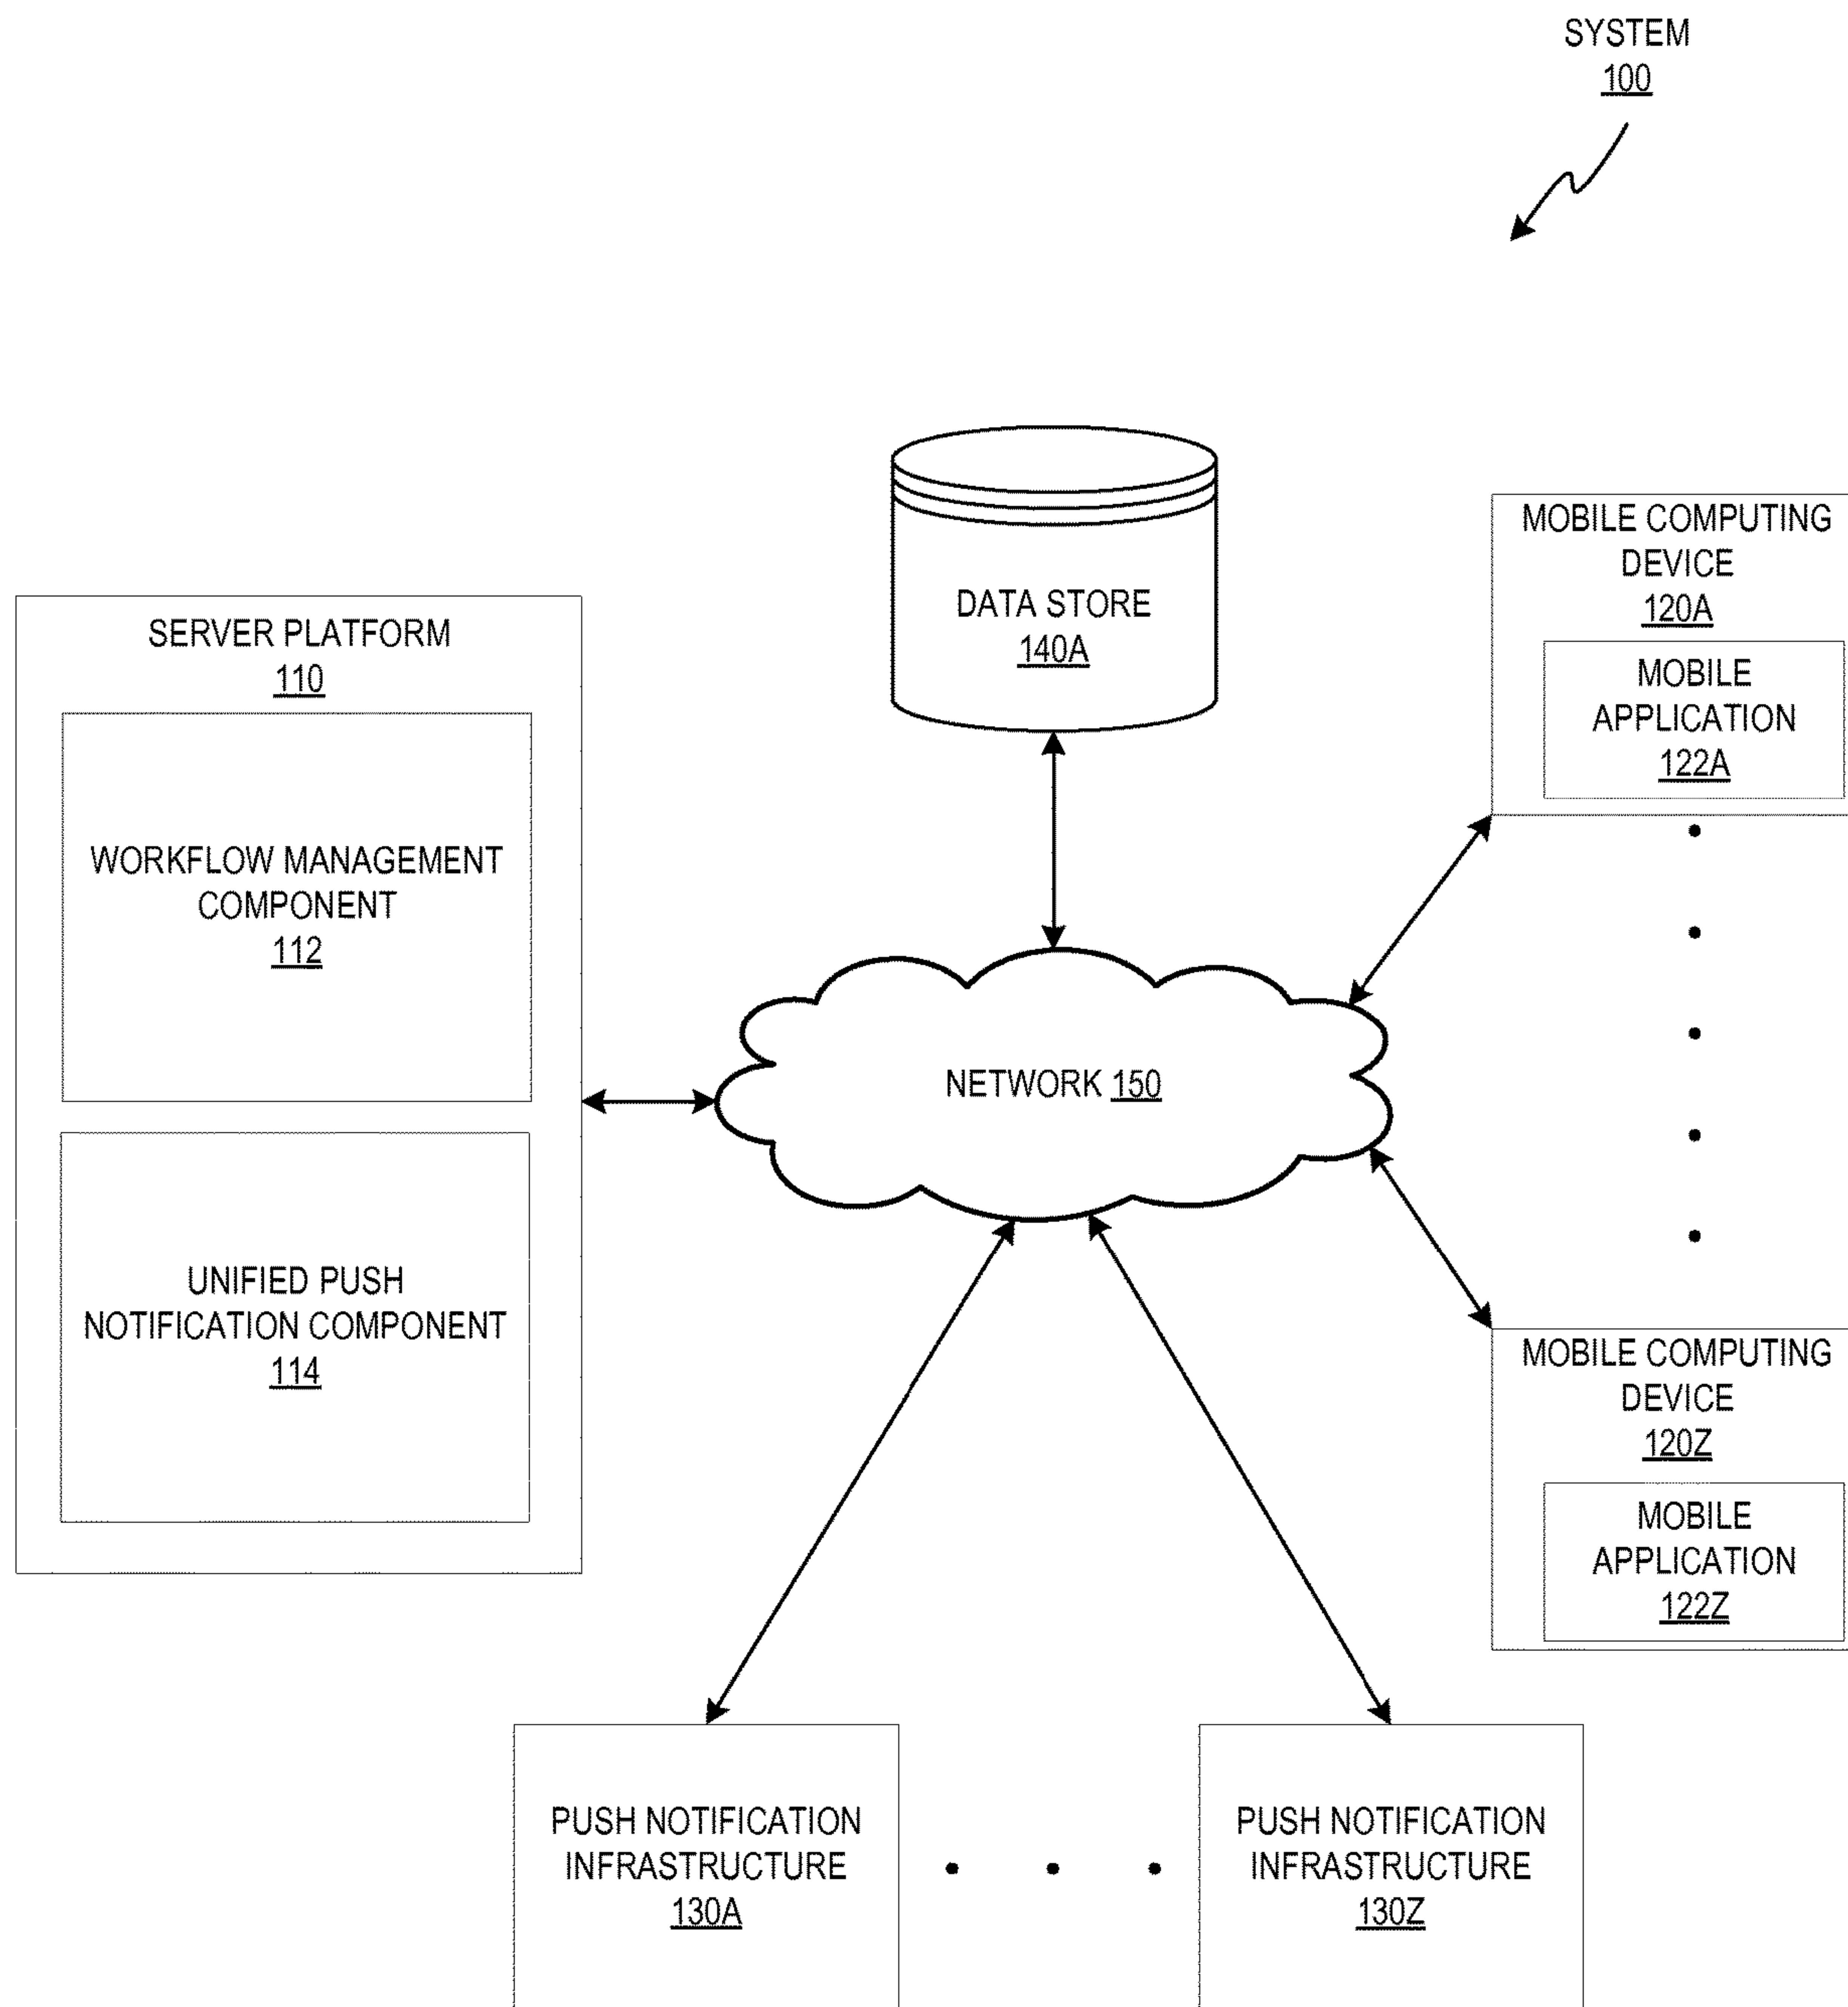 SYSTEM
100
DATA STORE
140A
MOBILE COMPUTING
DEVICE
120A
MOBILE
APPLICATION
122A
SERVER PLATFORM
110
WORKFLOW MANAGEMENT
COMPONENT
112
UNIFIED PUSH
NOTIFICATION COMPONENT
114
NETWORK 150
MOBILE COMPUTING
DEVICE
120Z
MOBILE
APPLICATION
122Z
PUSH NOTIFICATION
INFRASTRUCTURE
130A
PUSH NOTIFICATION
INFRASTRUCTURE
130Z